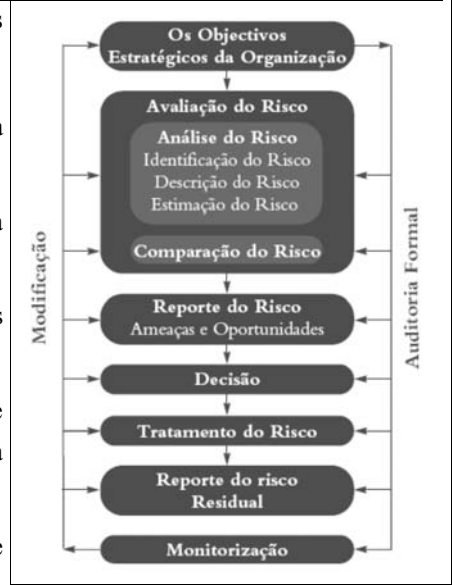 Os Objectivos
Estratégicos da Organização
Avaliação do Risco
Análise do Risco
Identificação do Risco
Descrição do Risco
Estimação do Risco
Comparação do Risco
Reporte do Risco
Ameaças e Oportunidades
Decisão
Tratamento do Risco
Reporte do risco
Residual
Monitorização
Modificação
Auditoria Formal